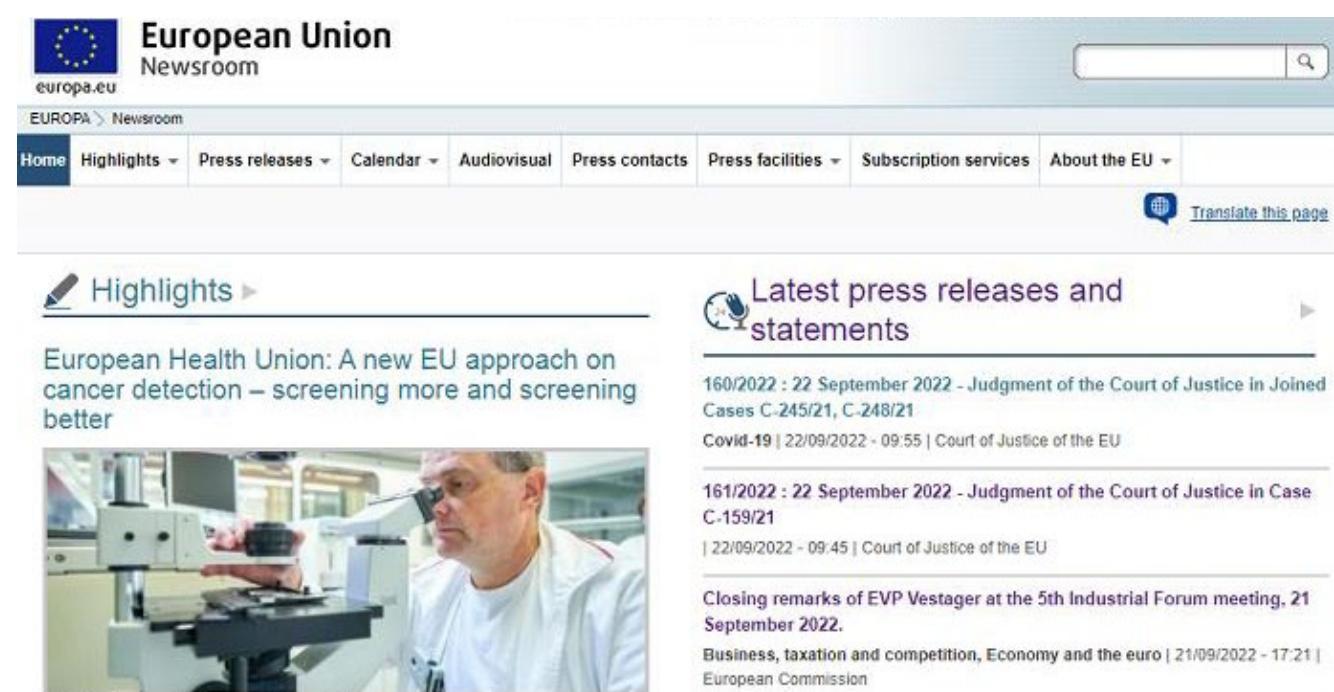 European Union
Newsroom
europa.eu
EUROPA > Newsroom
Home Highlights Press releases Calendar Audiovisual Press contacts Press facilities Subscription services About the EU
Translate this page
Highlights
European Health Union: A new EU approach on
cancer detection – screening more and screening
better
Latest press releases and
statements
160/2022 : 22 September 2022 - Judgment of the Court of Justice in Joined
Cases C-245/21, C-248/21
Covid-19 | 22/09/2022 - 09:55 | Court of Justice of the EU
161/2022 : 22 September 2022 - Judgment of the Court of Justice in Case
C-159/21
| 22/09/2022 - 09:45 | Court of Justice of the EU
Closing remarks of EVP Vestager at the 5th Industrial Forum meeting, 21
September 2022.
Business, taxation and competition, Economy and the euro | 21/09/2022 - 17:21 |
European Commission